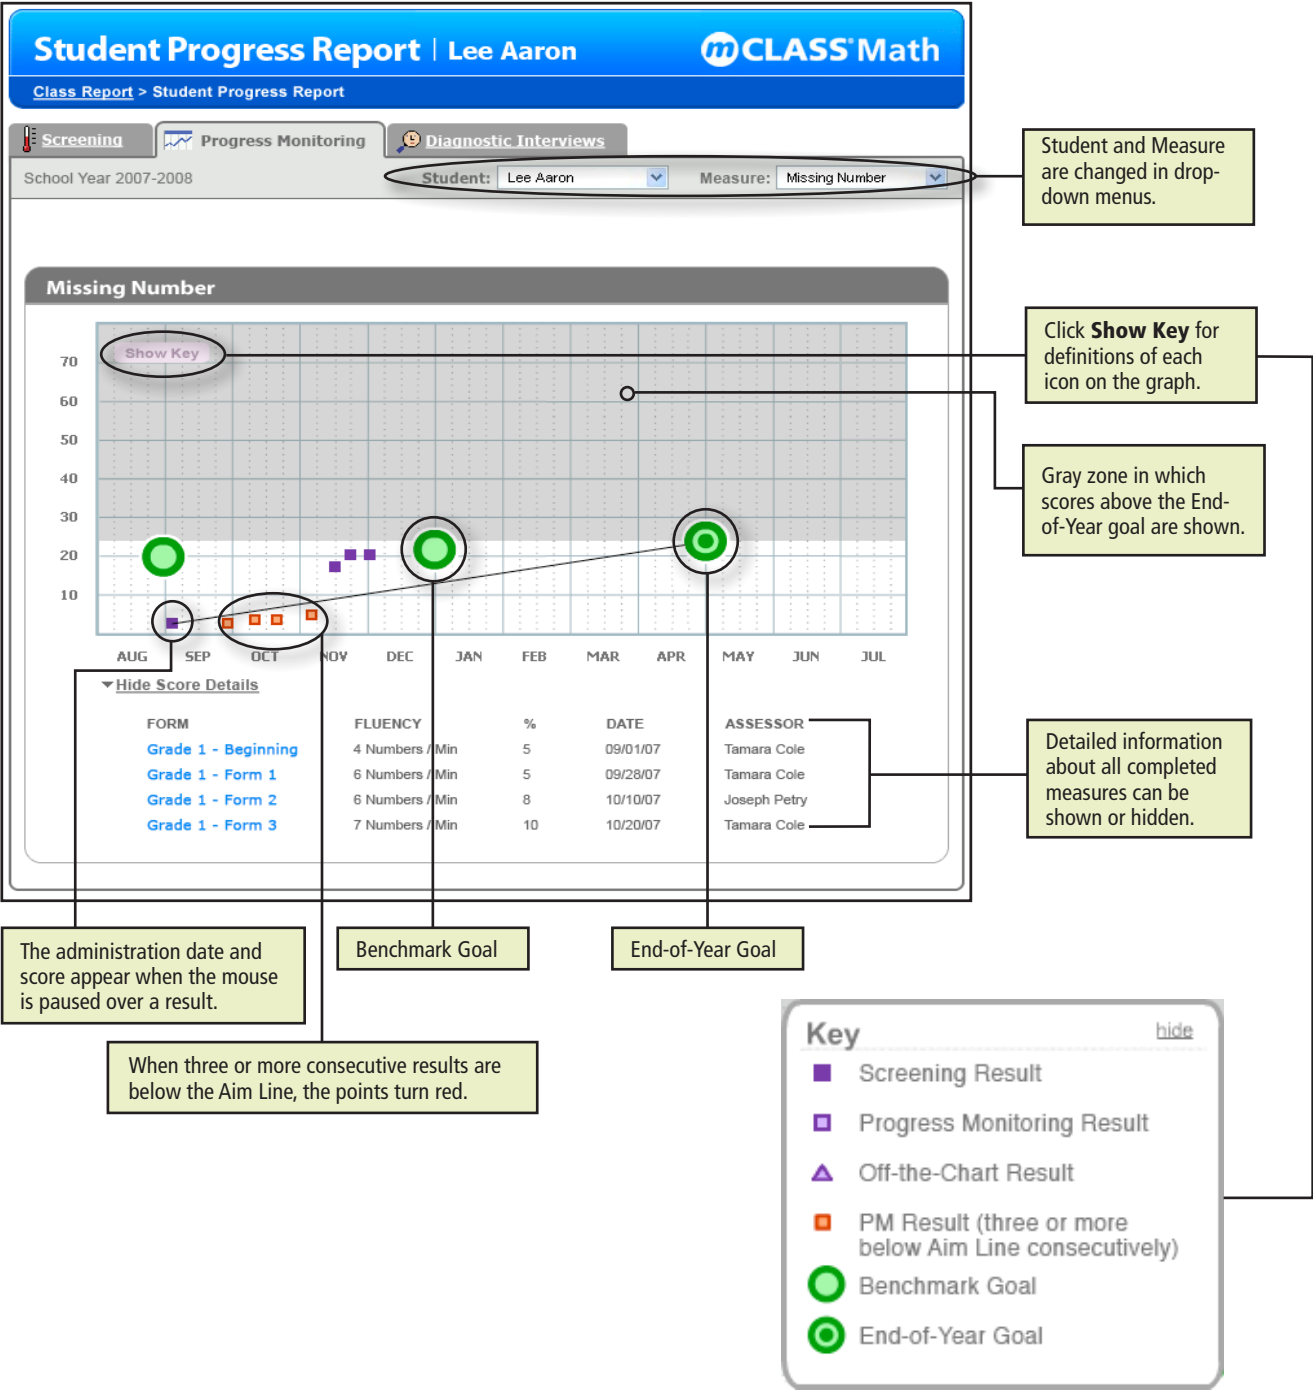 Student Progress Report | Lee Aaron
mCLASS® Math
Class Report > Student Progress Report
Screening
Progress Monitoring
Diagnostic Interviews
School Year 2007-2008
Student: Lee Aaron
Measure: Missing Number
Student and Measure
are changed in drop-
down menus.
Missing Number
Show Key
70
60
50
40
30
20
10
AUG SEP OCT NOV DEC JAN FEB MAR APR MAY JUN JUL
Click Show Key for
definitions of each
icon on the graph.
Gray zone in which
scores above the End-
of-Year goal are shown.
Hide Score Details
FORM FLUENCY % DATE ASSESSOR
Grade 1 - Beginning 4 Numbers / Min 5 09/01/07 Tamara Cole
Grade 1 - Form 1 6 Numbers / Min 5 09/28/07 Tamara Cole
Grade 1 - Form 2 6 Numbers / Min 8 10/10/07 Joseph Petry
Grade 1 - Form 3 7 Numbers / Min 10 10/20/07 Tamara Cole
Detailed information
about all completed
measures can be
shown or hidden.
The administration date and
score appear when the mouse
is paused over a result.
Benchmark Goal
End-of-Year Goal
When three or more consecutive results are
below the Aim Line, the points turn red.
Key
hide
Screening Result
Progress Monitoring Result
Off-the-Chart Result
PM Result (three or more
below Aim Line consecutively)
Benchmark Goal
End-of-Year Goal